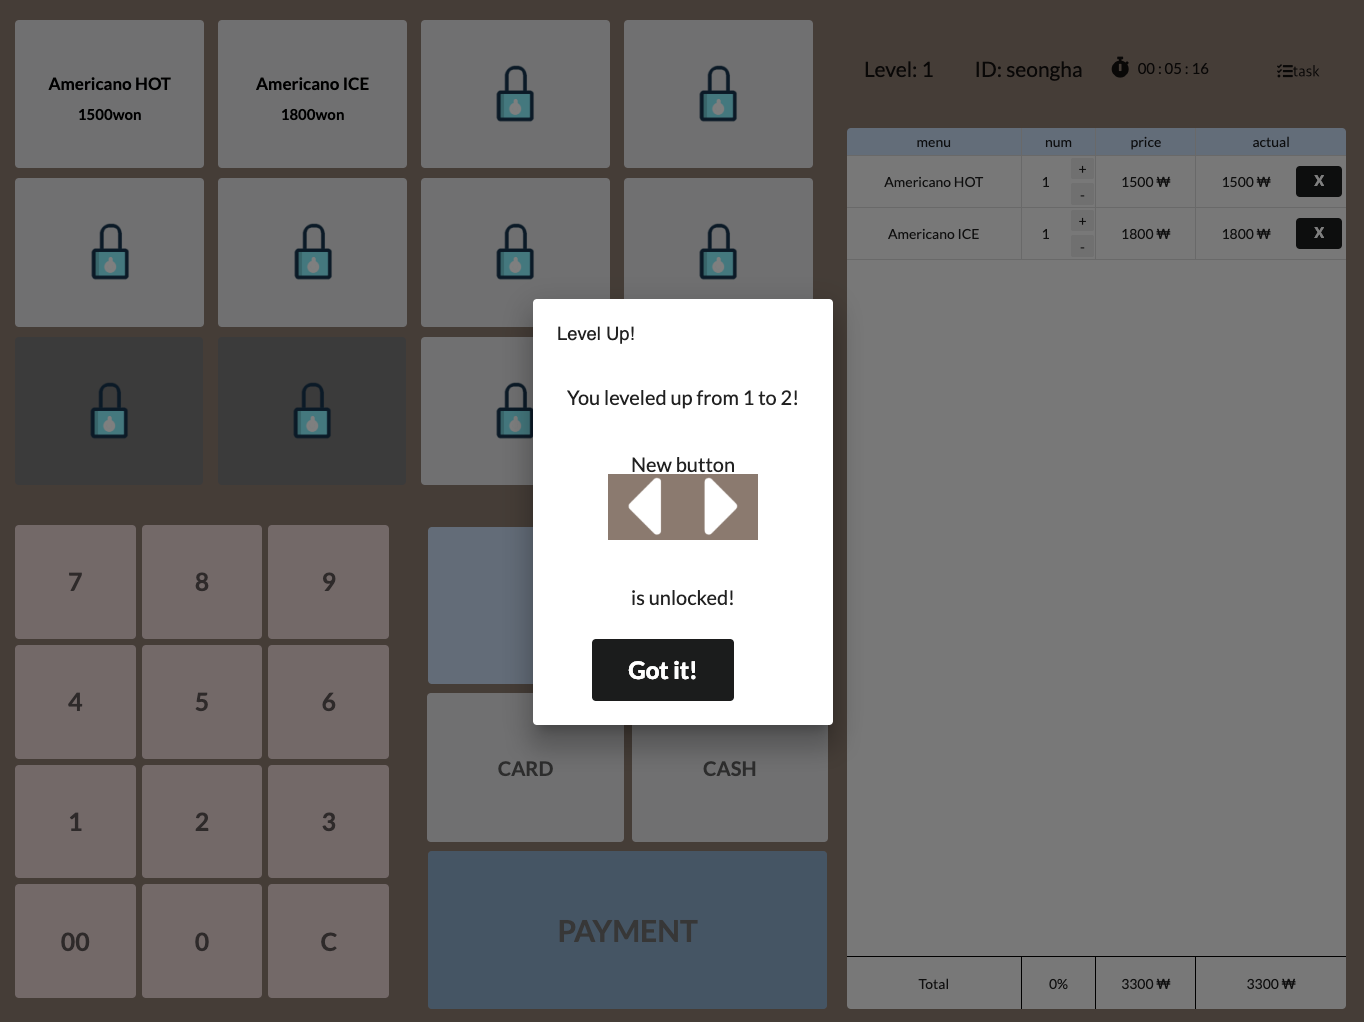 Americano HOT
1500won
Americano ICE
1800won
Level: 1
ID: seongha
00 : 05 : 16
task
menu num price actual
Americano HOT 1 + - 1500 ₩ 1500 ₩ X
Americano ICE 1 + - 1800 ₩ 1800 ₩ X
Level Up!
You leveled up from 1 to 2!
New button
is unlocked!
Got it!
7 8 9
4 5 6
1 2 3
00 0 C
CARD CASH
PAYMENT
Total 0% 3300 ₩ 3300 ₩